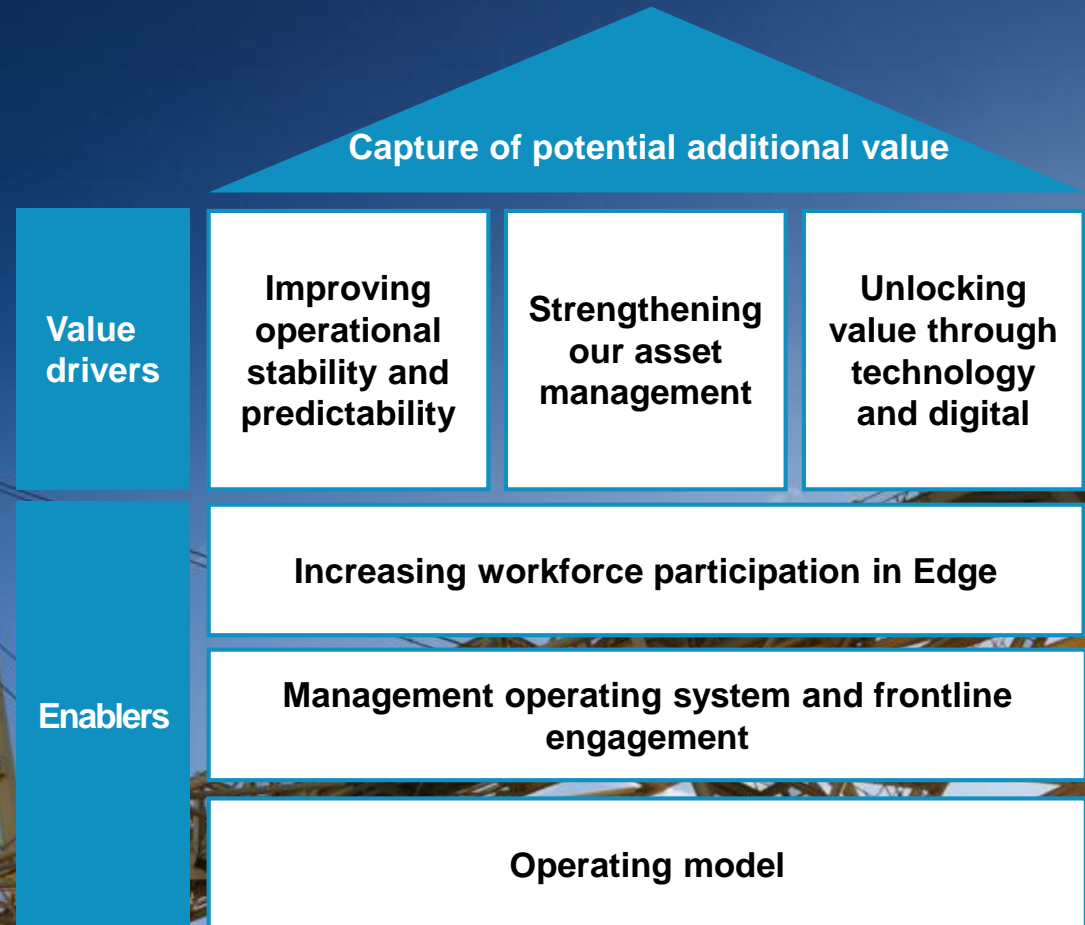 Capture of potential additional value
Value
drivers
Improving
operational
stability and
predictability
Strengthening
our asset
management
Unlocking
value through
technology
and digital
Enablers
Increasing workforce participation in Edge
Management operating system and frontline
engagement
Operating model